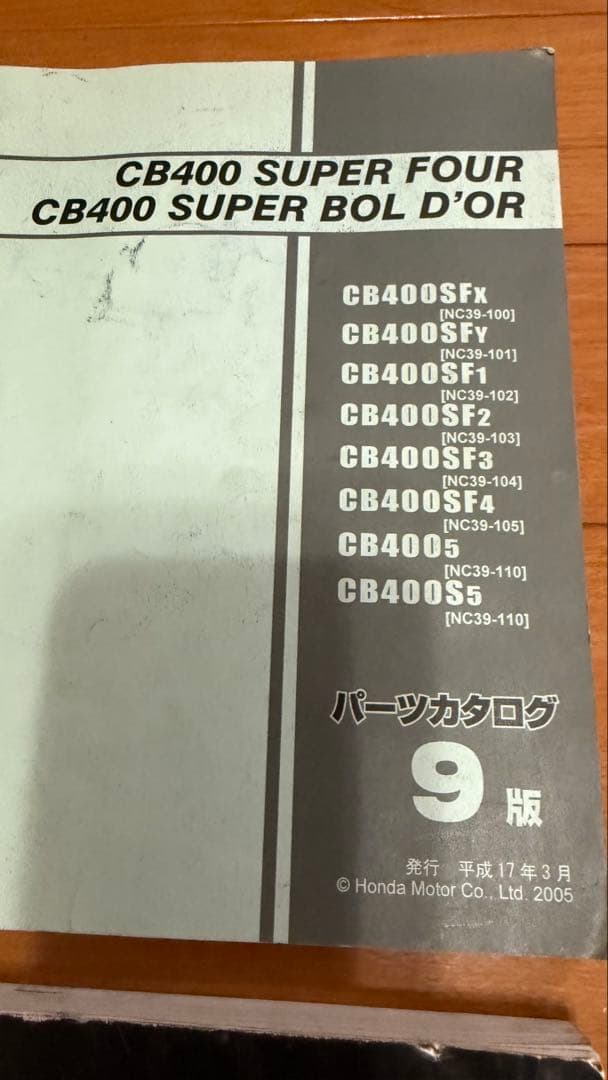 CB400 SUPER FOUR
CB400 SUPER BOL D'OR
CB400SFX
[NC39-100]
CB400SFY
[NC39-101]
CB400SF1
[NC39-102]
CB400SF2
[NC39-103]
CB400SF3
[NC39-104]
CB400SF4
[NC39-105]
CB4005
[NC39-110]
CB400S5
[NC39-110]
パーツカタログ
9版
発行 平成17年3月
© Honda Motor Co., Ltd. 2005